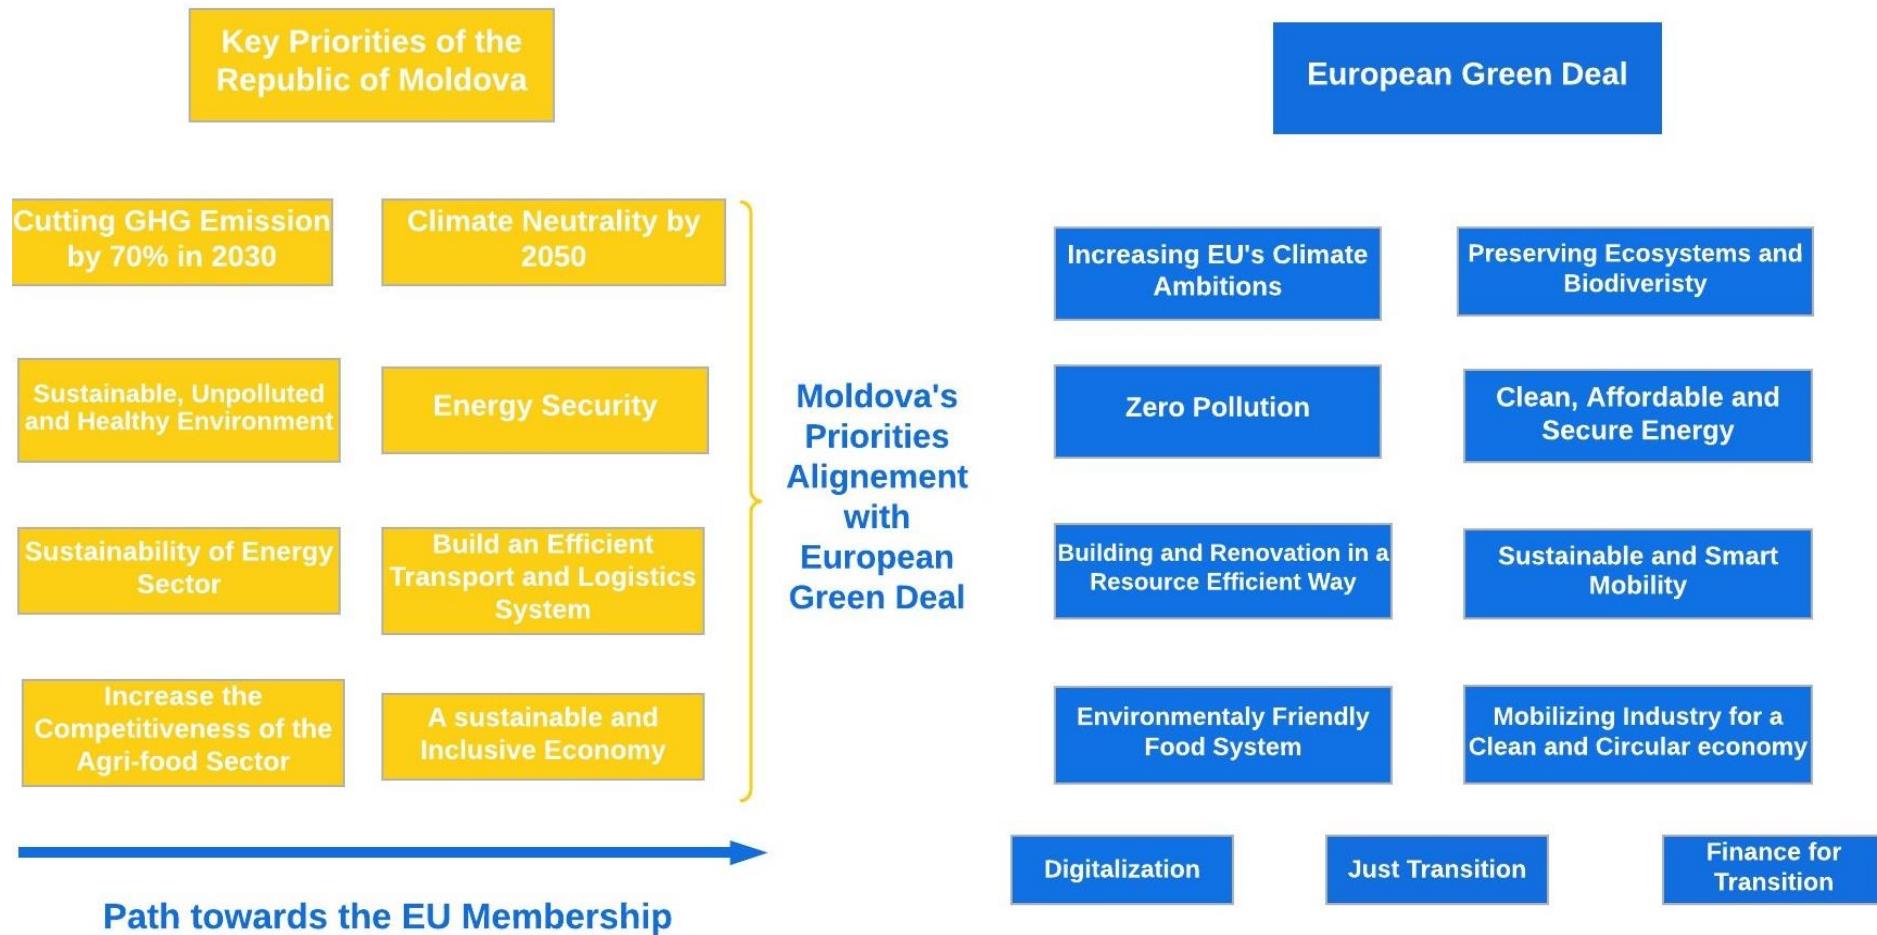 Key Priorities of the
Republic of Moldova
European Green Deal
Cutting GHG Emission
by 70% in 2030
Climate Neutrality by
2050
Sustainable, Unpolluted
and Healthy Environment
Energy Security
Sustainability of Energy
Sector
Build an Efficient
Transport and Logistics
System
Increase the
Competitiveness of the
Agri-food Sector
A sustainable and
Inclusive Economy
Moldova's
Priorities
Alignement
with
European
Green Deal
Increasing EU's Climate
Ambitions
Preserving Ecosystems and
Biodiveristy
Zero Pollution
Clean, Affordable and
Secure Energy
Building and Renovation in a
Resource Efficient Way
Sustainable and Smart
Mobility
Environmentaly Friendly
Food System
Mobilizing Industry for a
Clean and Circular economy
Digitalization
Just Transition
Finance for
Transition
Path towards the EU Membership